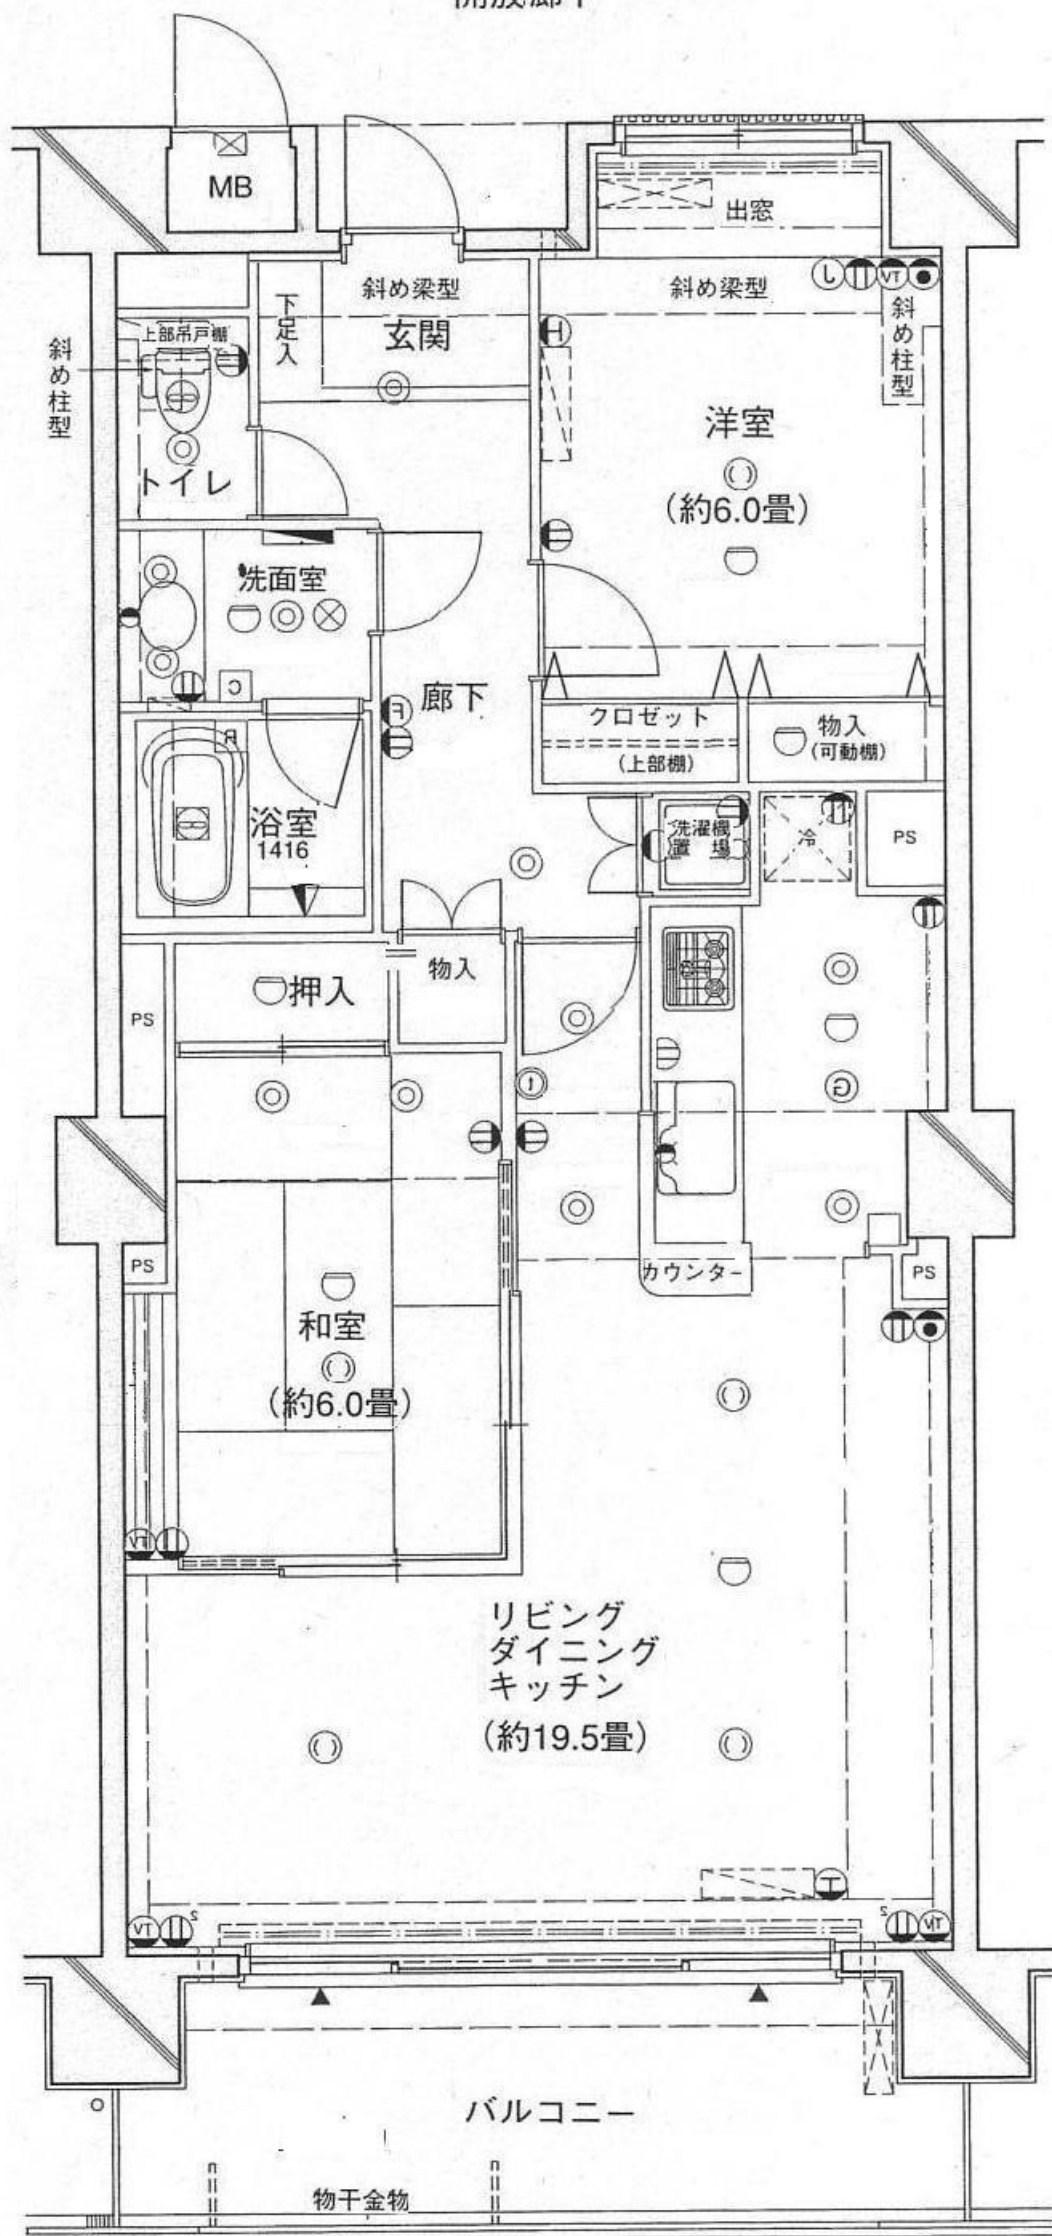 MB
出窓
斜め梁型
斜め梁型
下足入
玄関
斜め柱型
斜め柱型
上部吊戸棚
トイレ
洋室
(約6.0畳)
洗面室
廊下
クロゼット
(上部棚)
物入
(可動棚)
浴室
1416
洗濯機
置場
冷
PS
押入
物入
PS
PS
カウンター
PS
和室
(約6.0畳)
リビング
ダイニング
キッチン
(約19.5畳)
バルコニー
物干金物